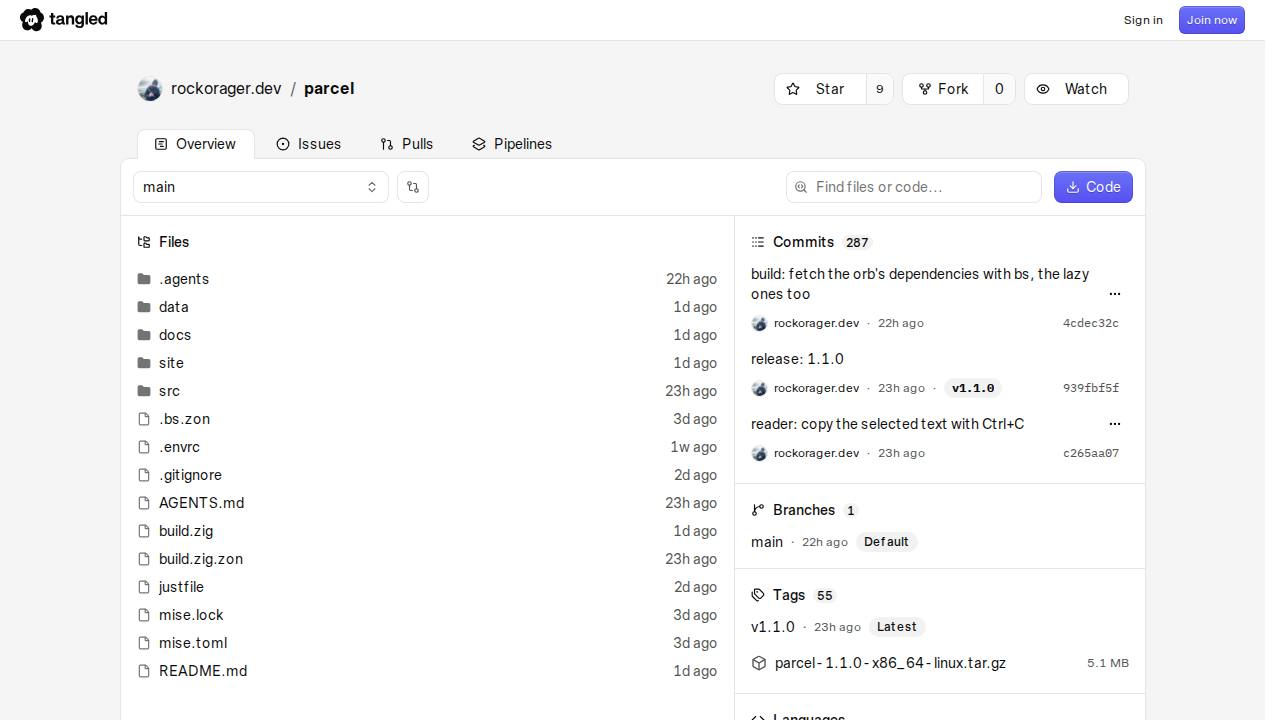 tangled
Sign in
Join now
rockorager.dev / parcel
Star 9
Fork 0
Watch
Overview
Issues
Pulls
Pipelines
main
Find files or code...
Code
Files
.agents 22h ago
data 1d ago
docs 1d ago
site 1d ago
src 23h ago
.bs.zon 3d ago
.envrc 1w ago
.gitignore 2d ago
AGENTS.md 23h ago
build.zig 1d ago
build.zig.zon 23h ago
justfile 2d ago
mise.lock 3d ago
mise.toml 3d ago
README.md 1d ago
Commits 287
build: fetch the orb's dependencies with bs, the lazy
ones too ...
rockorager.dev · 22h ago 4cdec32c
release: 1.1.0
rockorager.dev · 23h ago · v1.1.0 939fbf5f
reader: copy the selected text with Ctrl+C ...
rockorager.dev · 23h ago c265aa07
Branches 1
main · 22h ago Default
Tags 55
v1.1.0 · 23h ago Latest
parcel-1.1.0-x86_64-linux.tar.gz 5.1 MB
Languages